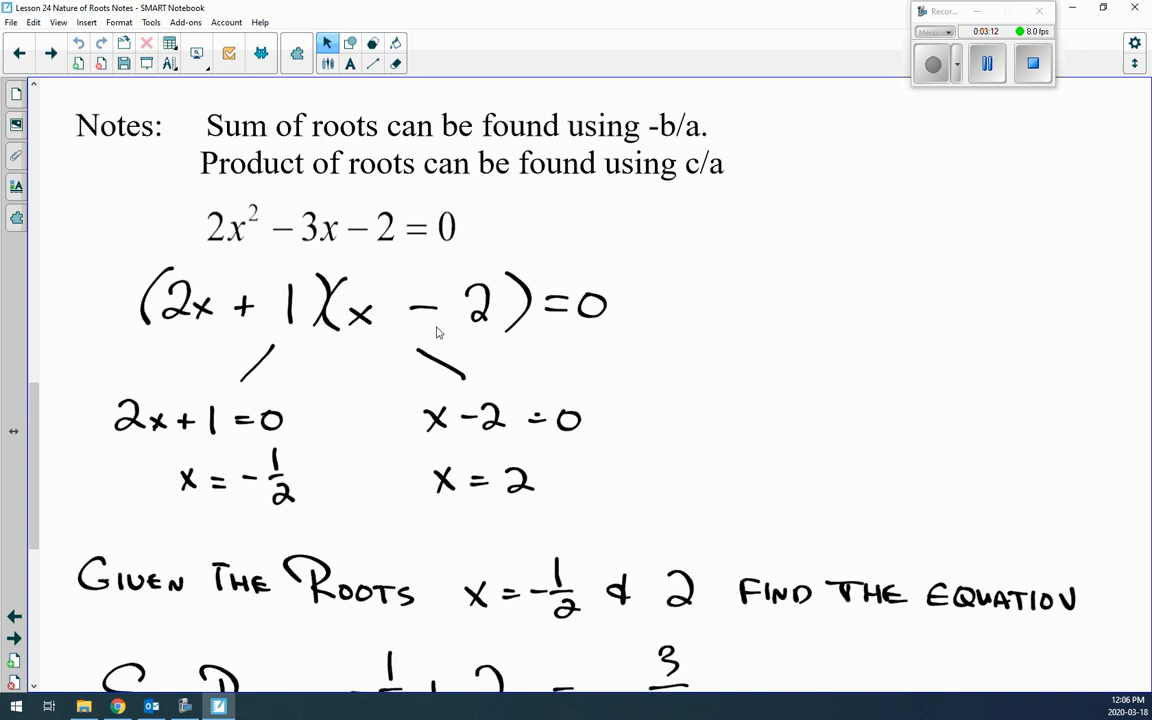 Lesson 24 Nature of Roots Notes - SMART Notebook
File Edit View Insert Format Tools Add-ons Account Help
Recor...
Menu
0:03:12
8.0 fps
Notes: Sum of roots can be found using -b/a.
Product of roots can be found using c/a
2x² − 3x − 2 = 0
(2x + 1)(x − 2) = 0
2x + 1 = 0 x − 2 = 0
x = -1/2 x = 2
GIVEN THE ROOTS x = -1/2 & 2 FIND THE EQUATION
+ 2 = 3
12:06 PM
2020-03-18